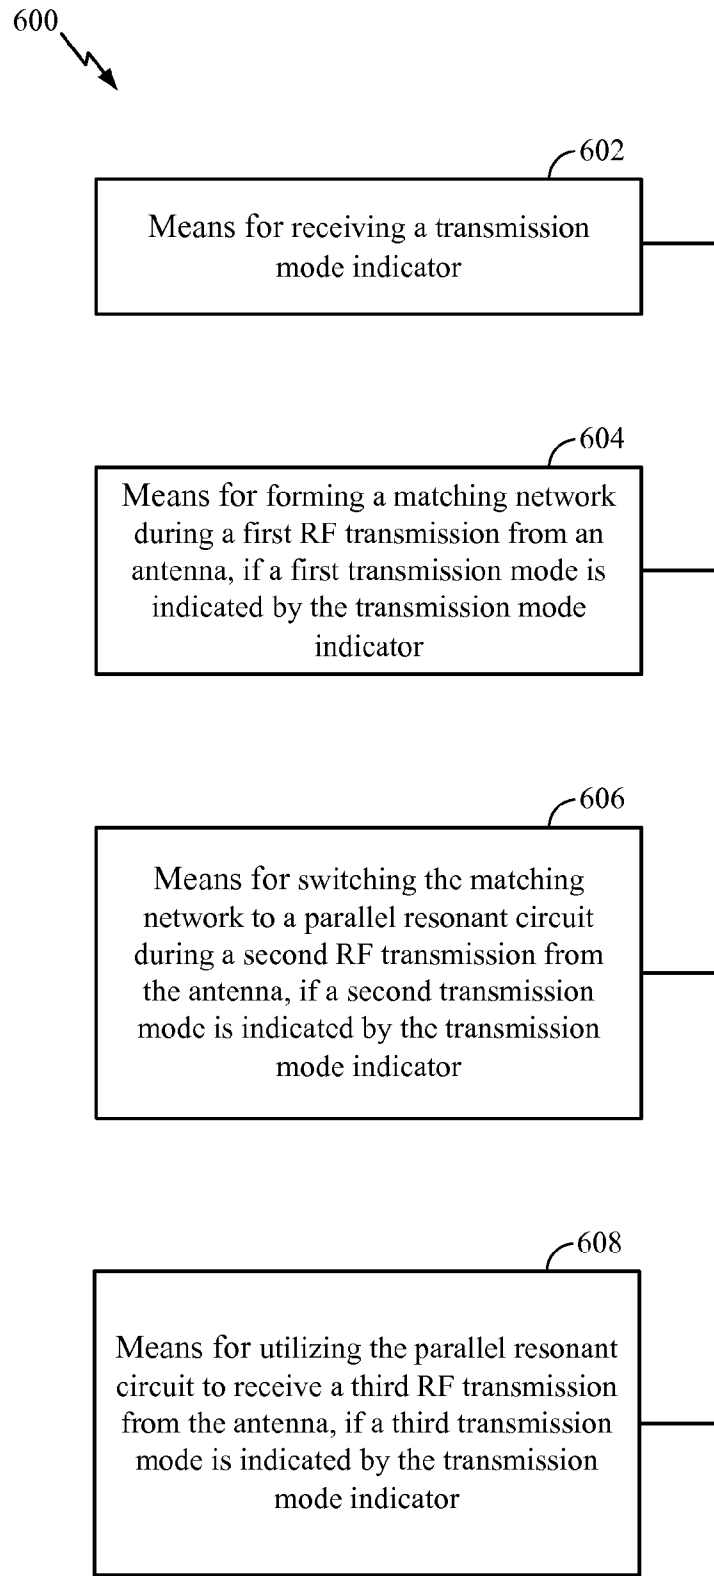 600
602
Means for receiving a transmission
mode indicator
604
Means for forming a matching network
during a first RF transmission from an
antenna, if a first transmission mode is
indicated by the transmission mode
indicator
606
Means for switching the matching
network to a parallel resonant circuit
during a second RF transmission from
the antenna, if a second transmission
mode is indicated by the transmission
mode indicator
608
Means for utilizing the parallel resonant
circuit to receive a third RF transmission
from the antenna, if a third transmission
mode is indicated by the transmission
mode indicator